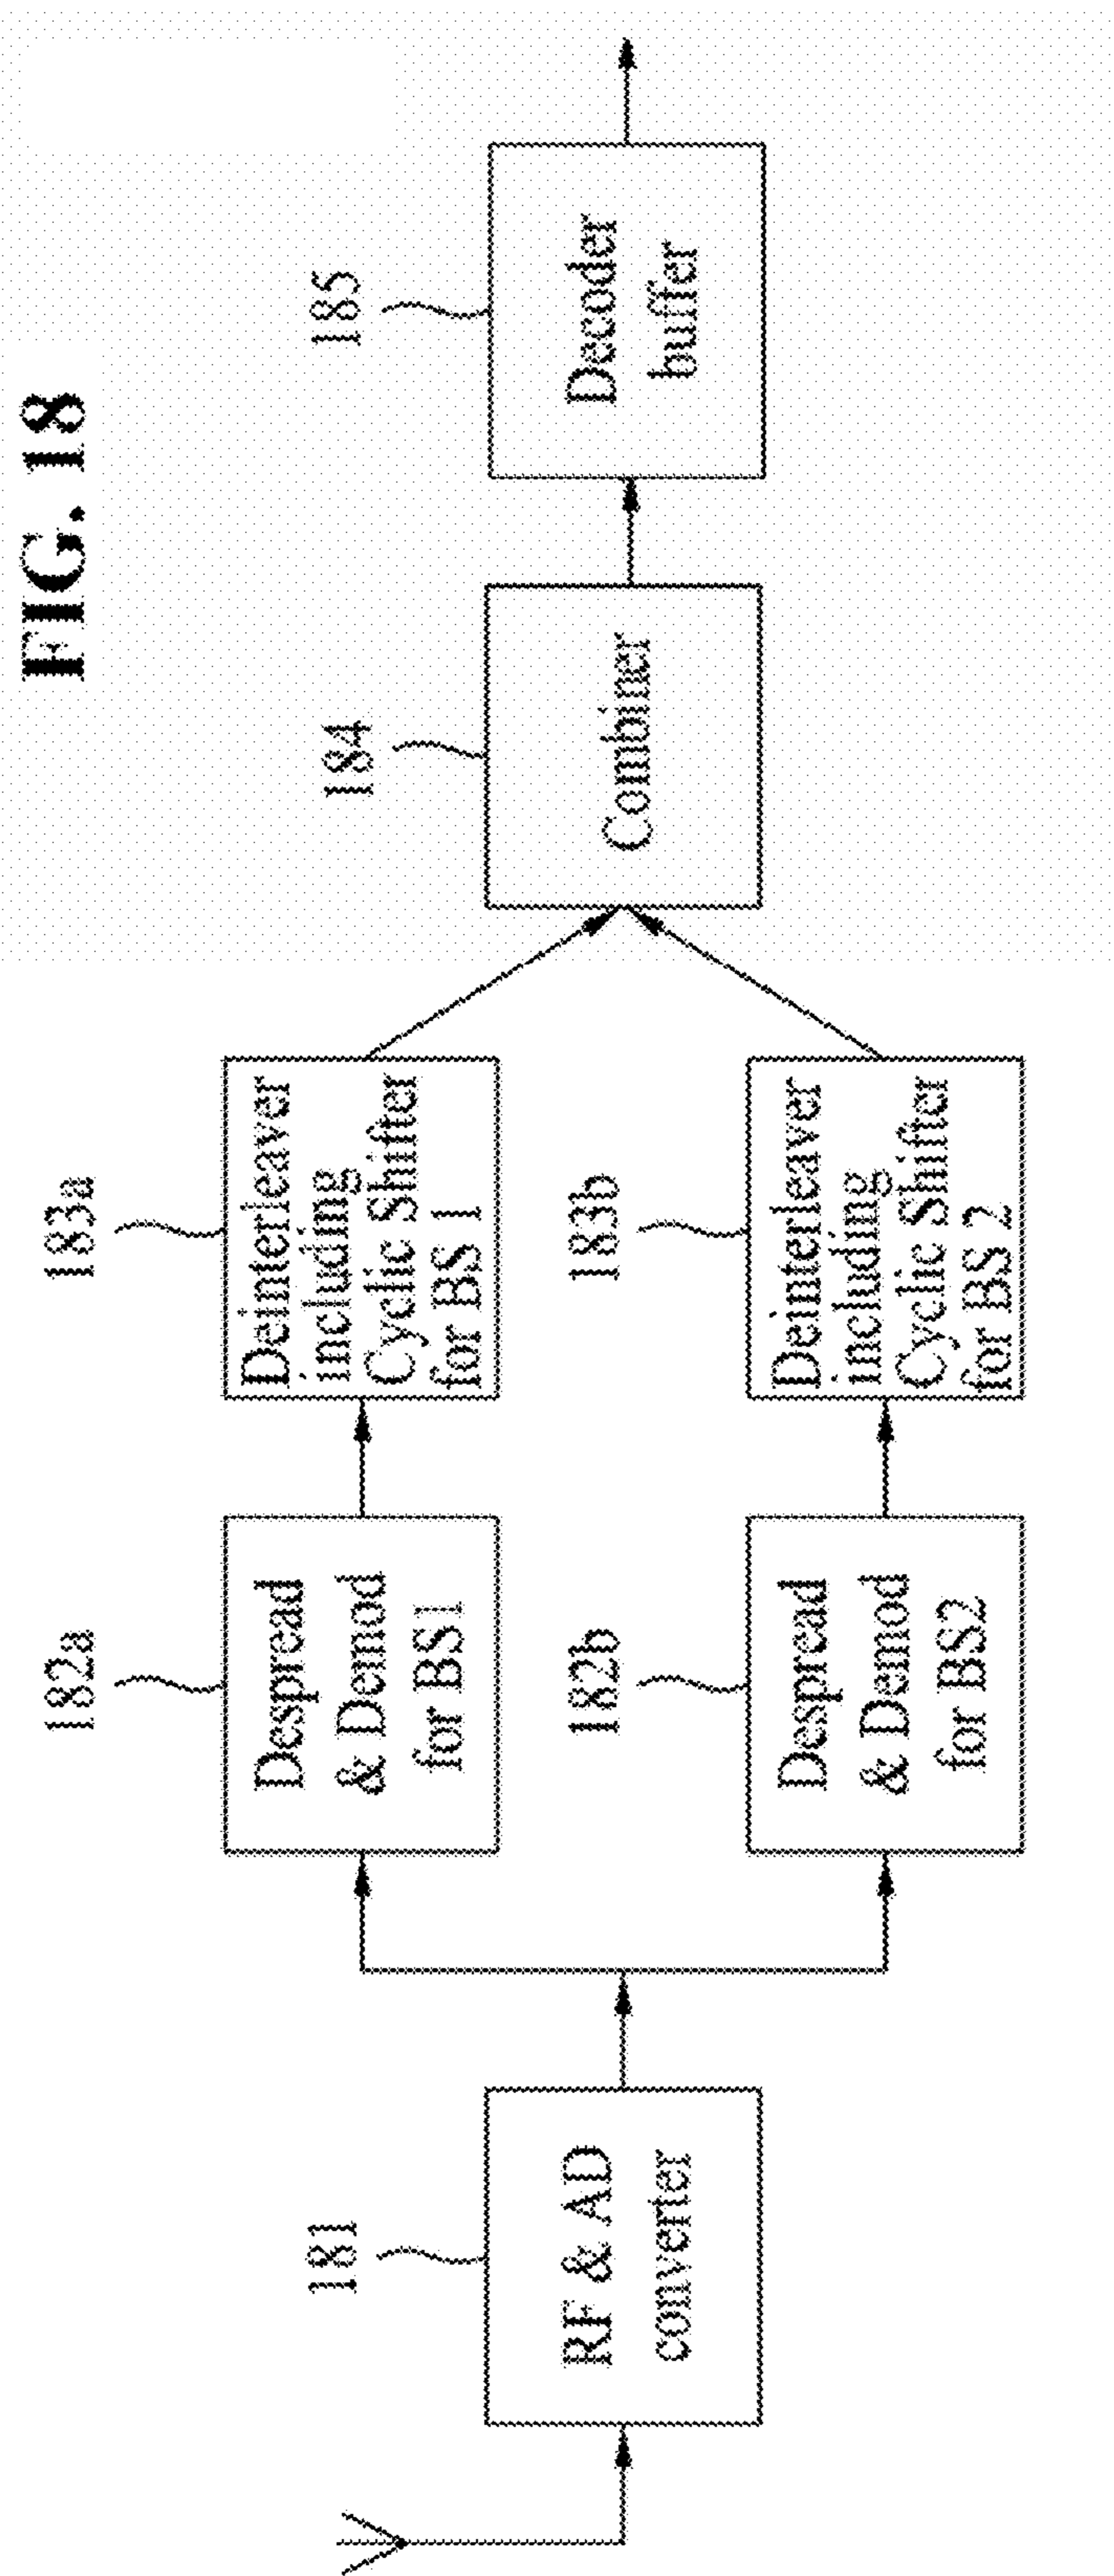 FIG. 18
181
RF & AD
converter
182a
Despread
& Demod
for BS1
183a
Deinterleaver
including
Cyclic Shifter
for BS 1
182b
Despread
& Demod
for BS2
183b
Deinterleaver
including
Cyclic Shifter
for BS 2
184
Combiner
185
Decoder
buffer